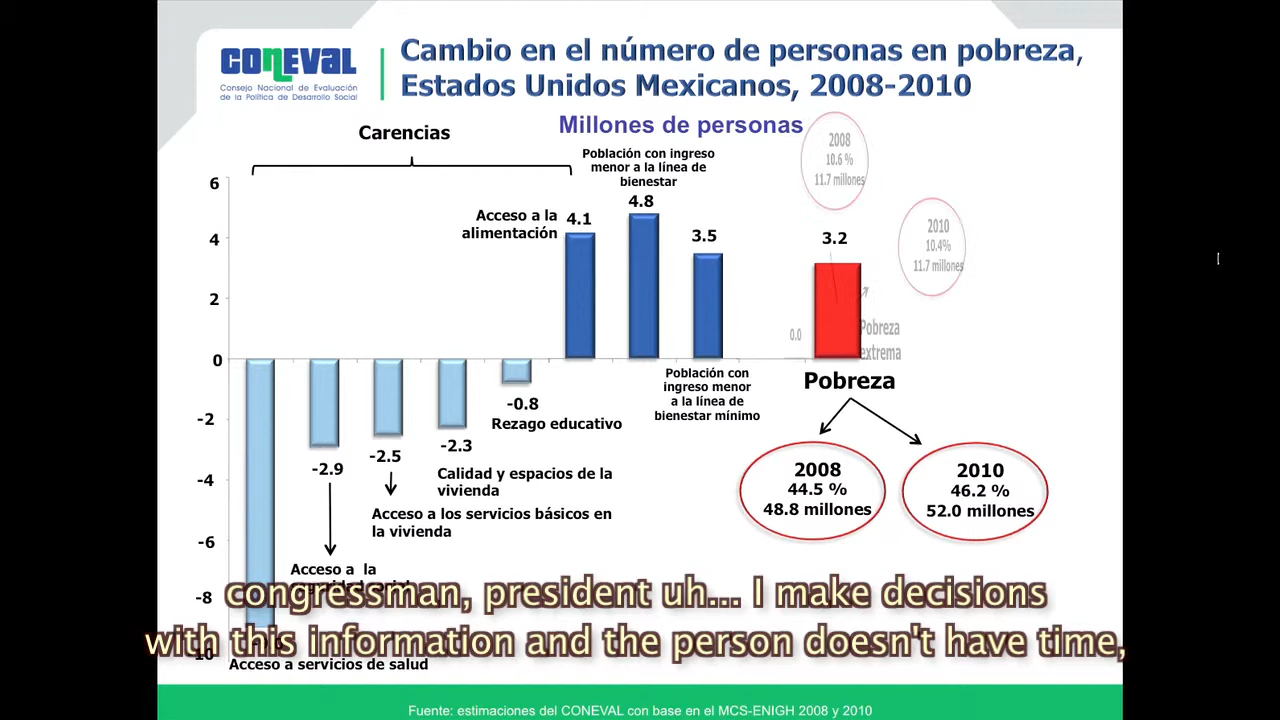 CONEVAL
Consejo Nacional de Evaluación
de la Política de Desarrollo Social
Cambio en el número de personas en pobreza,
Estados Unidos Mexicanos, 2008-2010
Millones de personas
Carencias
Población con ingreso
menor a la línea de
bienestar
2008
10.6 %
11.7 millones
6
4
2
0
-2
-4
-6
-8
10
Acceso a la
alimentación
4.1
4.8
3.5
3.2
2010
10.4%
11.7 millones
0.0
Pobreza
extrema
-0.8
Rezago educativo
-2.3
Calidad y espacios de la
vivienda
-2.5
Acceso a los servicios básicos en
la vivienda
-2.9
Acceso a la
Población con
ingreso menor
a la línea de
bienestar mínimo
Pobreza
2008
44.5 %
48.8 millones
2010
46.2 %
52.0 millones
congressman, president uh... I make decisions
with this information and the person doesn't have time,
Acceso a servicios de salud
Fuente: estimaciones del CONEVAL con base en el MCS-ENIGH 2008 y 2010